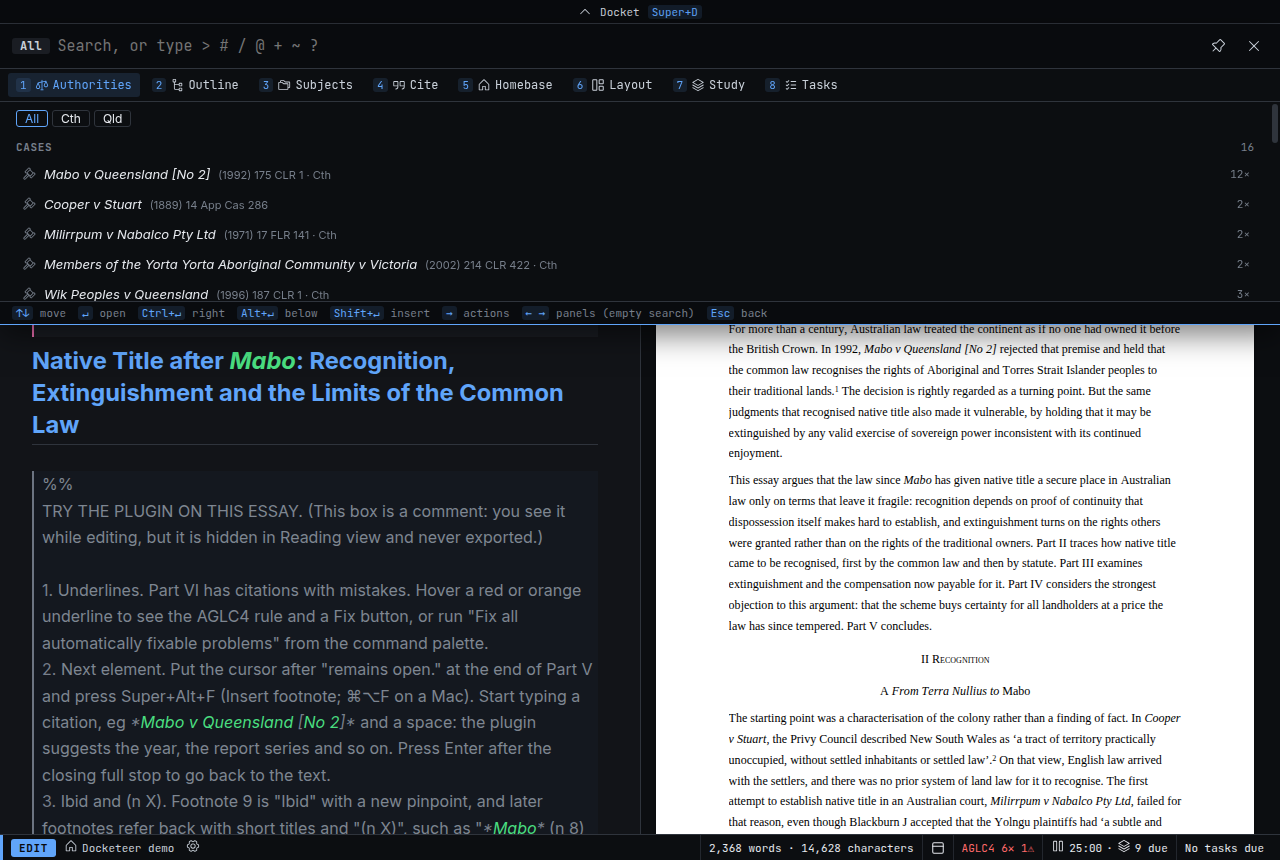 Docket Super+D
All Search, or type > # / @ + ~ ?
1 Authorities 2 Outline 3 Subjects 4 Cite 5 Homebase 6 Layout 7 Study 8 Tasks
All Cth Qld
CASES 16
Mabo v Queensland [No 2] (1992) 175 CLR 1 · Cth 12×
Cooper v Stuart (1889) 14 App Cas 286 2×
Milirrpum v Nabalco Pty Ltd (1971) 17 FLR 141 · Cth 2×
Members of the Yorta Yorta Aboriginal Community v Victoria (2002) 214 CLR 422 · Cth 2×
Wik Peoples v Queensland (1996) 187 CLR 1 · Cth 3×
↑↓ move ↵ open Ctrl+↵ right Alt+↵ below Shift+↵ insert → actions ← → panels (empty search) Esc back
Native Title after Mabo: Recognition,
Extinguishment and the Limits of the Common
Law
%%
TRY THE PLUGIN ON THIS ESSAY. (This box is a comment: you see it
while editing, but it is hidden in Reading view and never exported.)
1. Underlines. Part VI has citations with mistakes. Hover a red or orange
underline to see the AGLC4 rule and a Fix button, or run "Fix all
automatically fixable problems" from the command palette.
2. Next element. Put the cursor after "remains open." at the end of Part V
and press Super+Alt+F (Insert footnote; ⌘⌥F on a Mac). Start typing a
citation, eg *Mabo v Queensland [No 2]* and a space: the plugin
suggests the year, the report series and so on. Press Enter after the
closing full stop to go back to the text.
3. Ibid and (n X). Footnote 9 is "Ibid" with a new pinpoint, and later
footnotes refer back with short titles and "(n X)", such as "*Mabo* (n 8)
For more than a century, Australian law treated the continent as if no one had owned it before
the British Crown. In 1992, Mabo v Queensland [No 2] rejected that premise and held that
the common law recognises the rights of Aboriginal and Torres Strait Islander peoples to
their traditional lands.¹ The decision is rightly regarded as a turning point. But the same
judgments that recognised native title also made it vulnerable, by holding that it may be
extinguished by any valid exercise of sovereign power inconsistent with its continued
enjoyment.
This essay argues that the law since Mabo has given native title a secure place in Australian
law only on terms that leave it fragile: recognition depends on proof of continuity that
dispossession itself makes hard to establish, and extinguishment turns on the rights others
were granted rather than on the rights of the traditional owners. Part II traces how native title
came to be recognised, first by the common law and then by statute. Part III examines
extinguishment and the compensation now payable for it. Part IV considers the strongest
objection to this argument: that the scheme buys certainty for all landholders at a price the
law has since tempered. Part V concludes.
II Recognition
A From Terra Nullius to Mabo
The starting point was a characterisation of the colony rather than a finding of fact. In Cooper
v Stuart, the Privy Council described New South Wales as ‘a tract of territory practically
unoccupied, without settled inhabitants or settled law’.² On that view, English law arrived
with the settlers, and there was no prior system of land law for it to recognise. The first
attempt to establish native title in an Australian court, Milirrpum v Nabalco Pty Ltd, failed for
that reason, even though Blackburn J accepted that the Yolngu plaintiffs had ‘a subtle and
EDIT Docketeer demo 2,368 words · 14,628 characters AGLC4 6× 1⚠ 25:00 · 9 due No tasks due